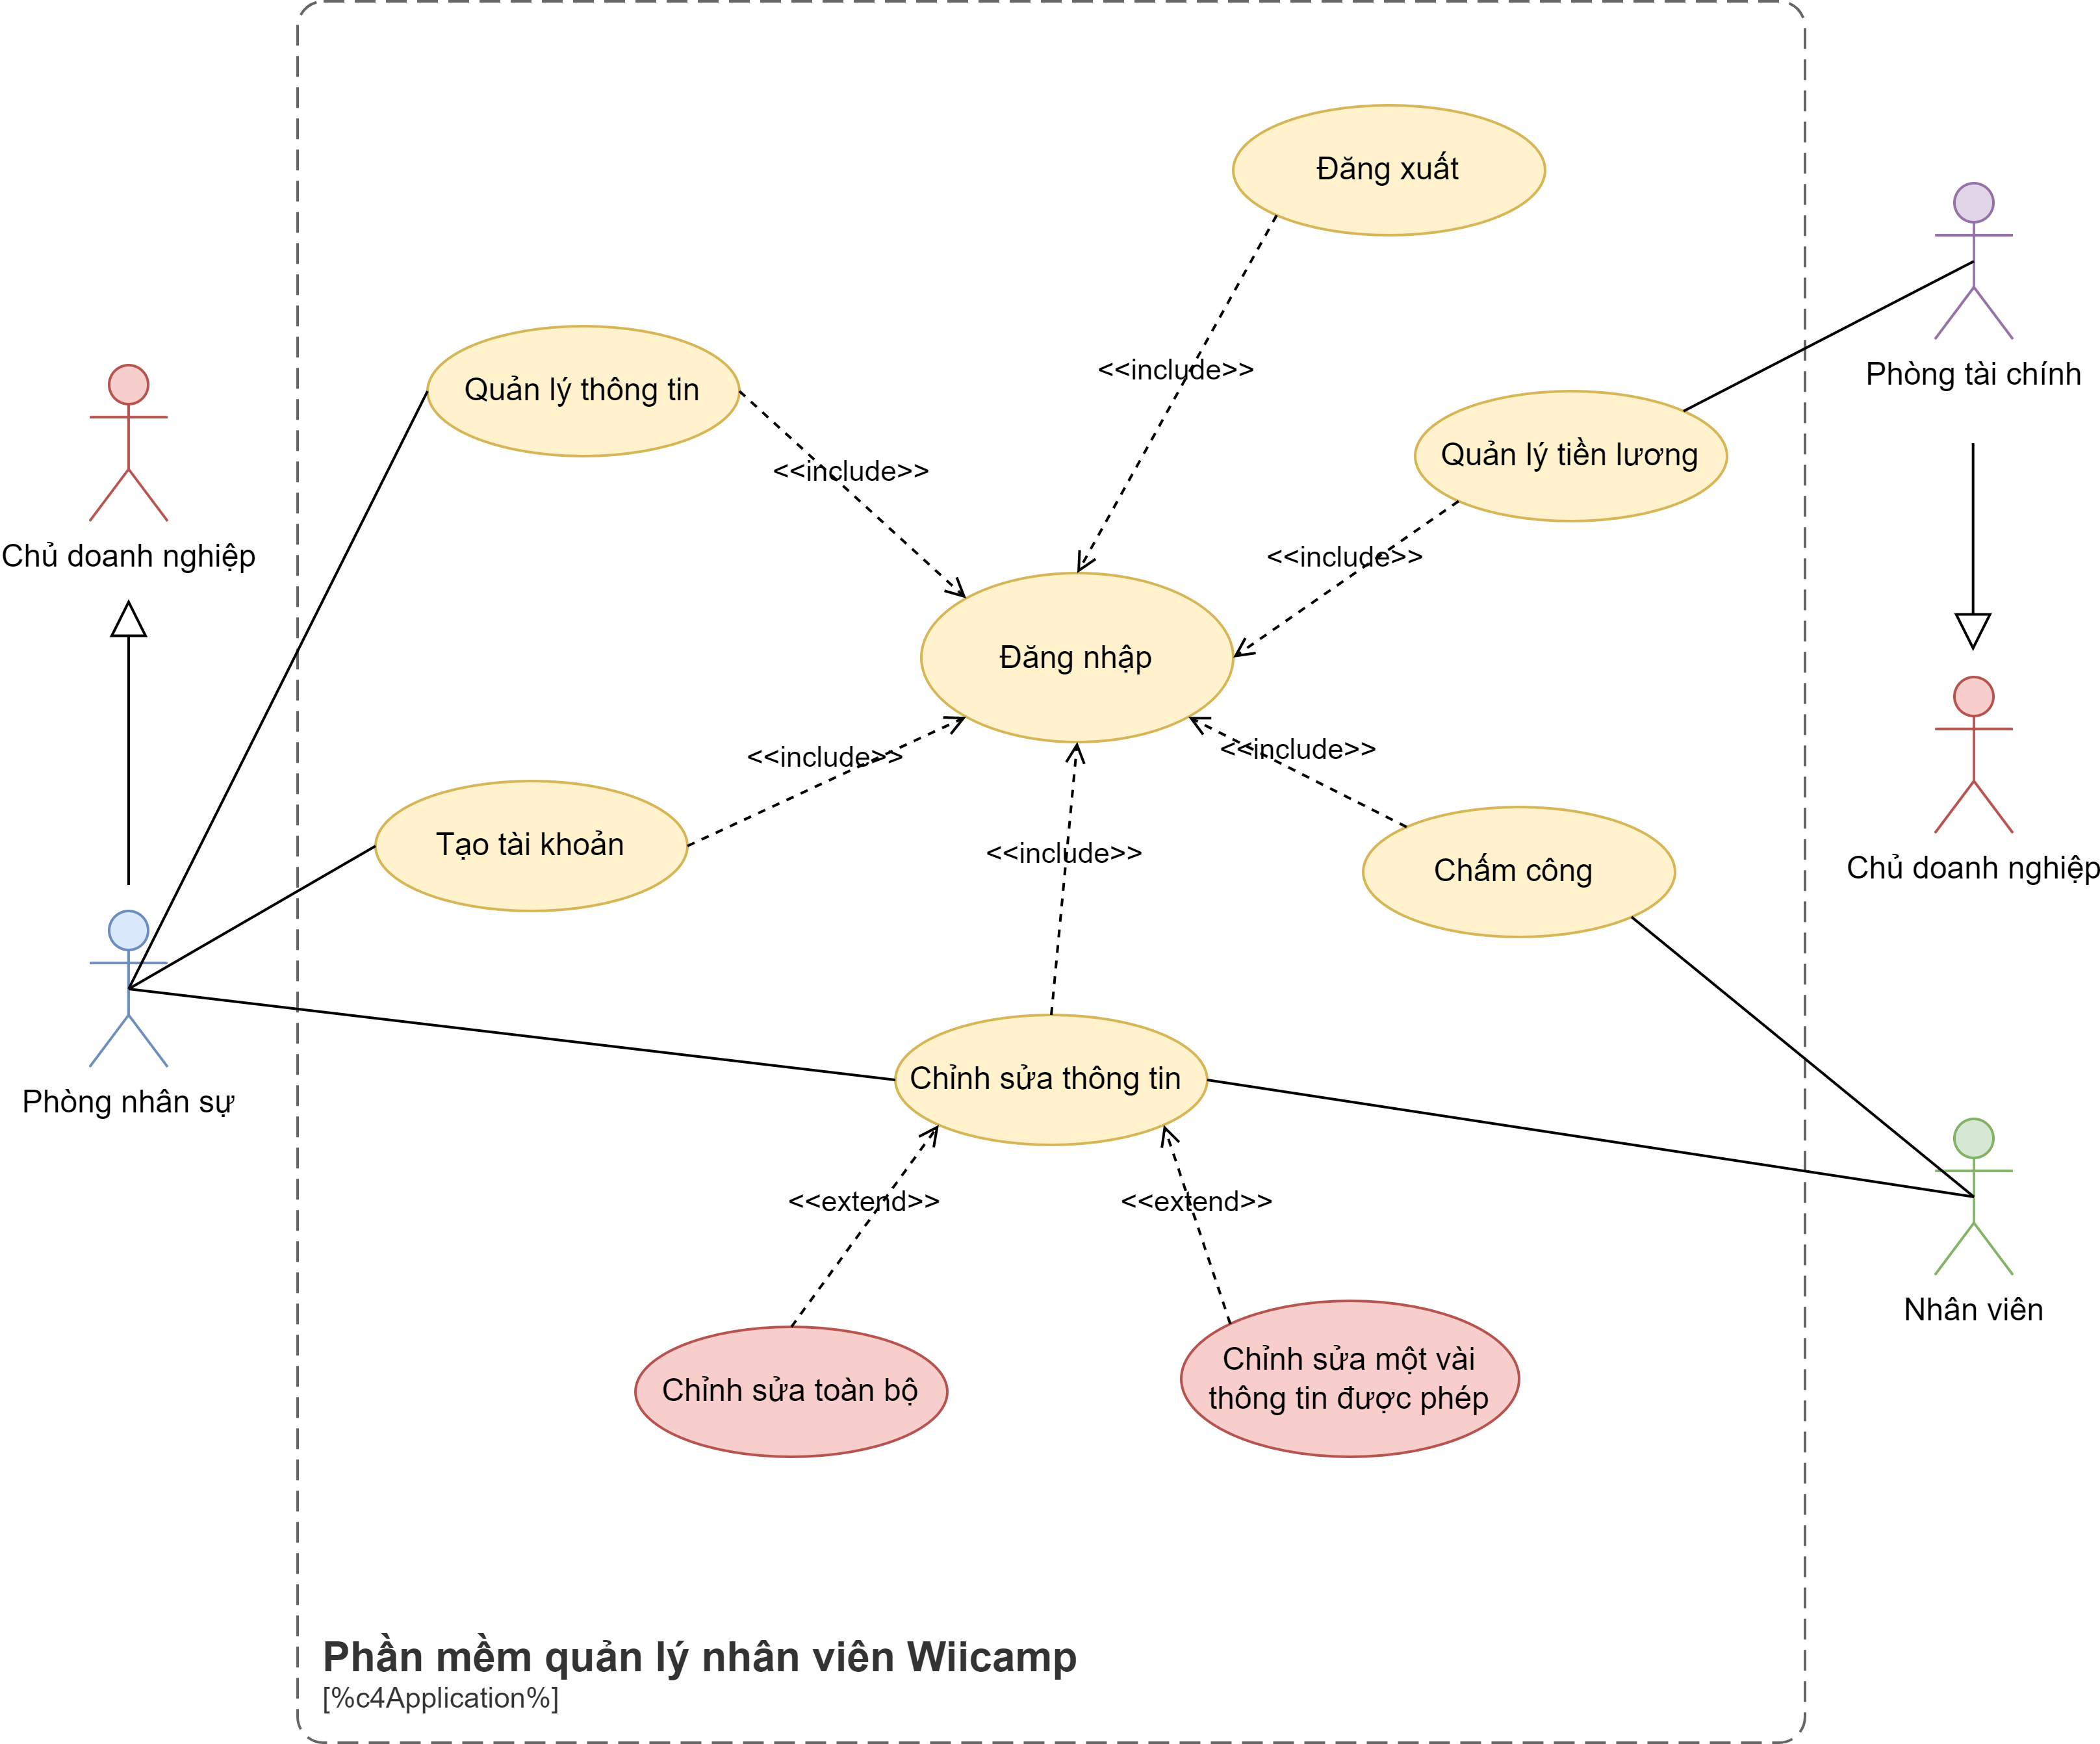 Đăng xuất
Phòng tài chính
<<include>>
Quản lý thông tin
Quản lý tiền lương
<<include>>
Chủ doanh nghiệp
<<include>>
Đăng nhập
<<include>>
<<include>>
Tạo tài khoản
<<include>>
Chấm công
Chủ doanh nghiệp
Chỉnh sửa thông tin
Phòng nhân sự
<<extend>>
<<extend>>
Nhân viên
Chỉnh sửa toàn bộ
Chỉnh sửa một vài
thông tin được phép
Phần mềm quản lý nhân viên Wiicamp
[%c4Application%]